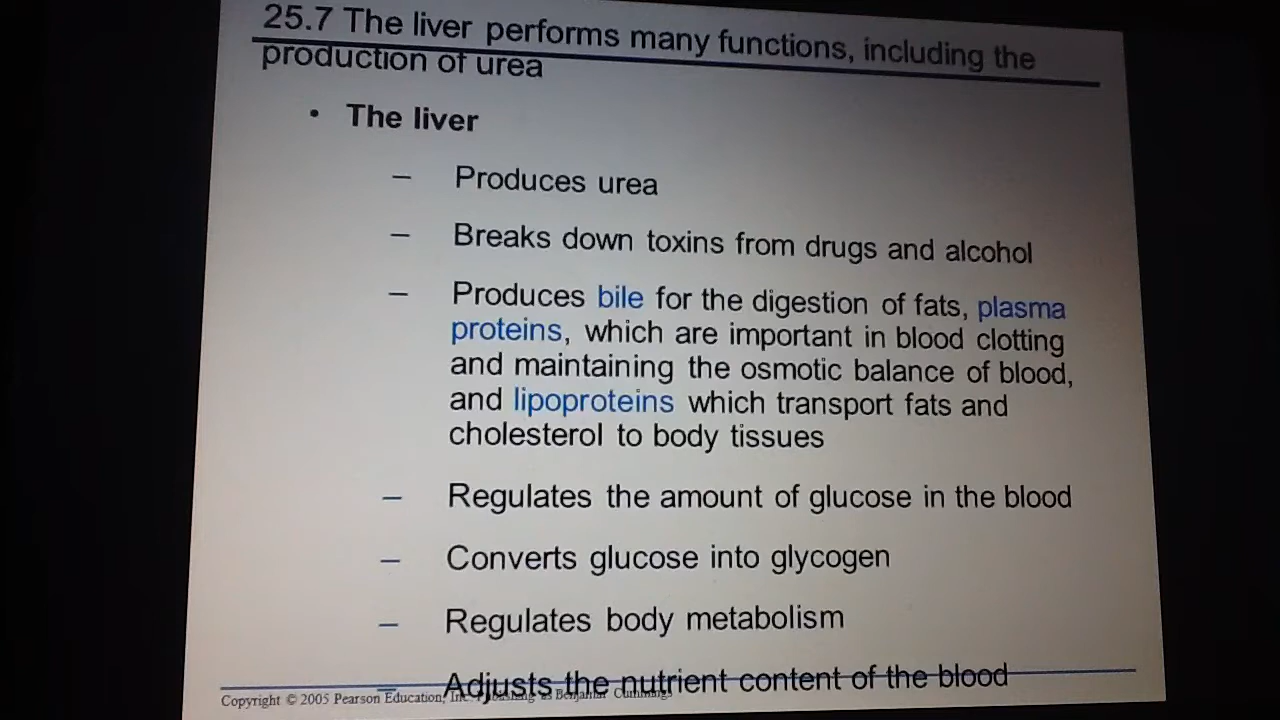 25.7 The liver performs many functions, including the
production of urea
• The liver
– Produces urea
– Breaks down toxins from drugs and alcohol
– Produces bile for the digestion of fats, plasma
proteins, which are important in blood clotting
and maintaining the osmotic balance of blood,
and lipoproteins which transport fats and
cholesterol to body tissues
– Regulates the amount of glucose in the blood
– Converts glucose into glycogen
– Regulates body metabolism
– Adjusts the nutrient content of the blood
Copyright © 2005 Pearson Education, Inc. Benjamin Cummings